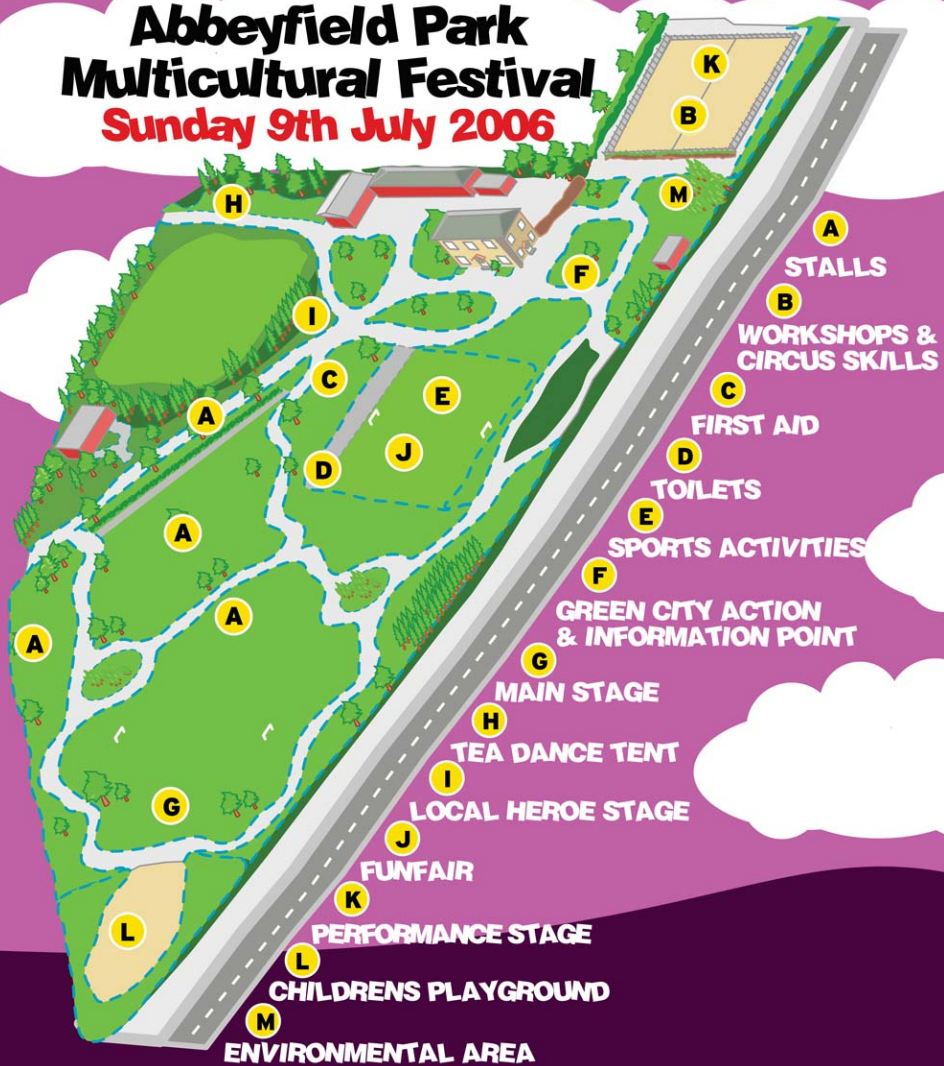 Abbeyfield Park
Multicultural Festival
Sunday 9th July 2006
K
B
M
H
F
I
C
E
A
J
D
A
A
A
G
L
A
STALLS
B
WORKSHOPS &
CIRCUS SKILLS
C
FIRST AID
D
TOILETS
E
SPORTS ACTIVITIES
F
GREEN CITY ACTION
& INFORMATION POINT
G
MAIN STAGE
H
TEA DANCE TENT
I
LOCAL HEROE STAGE
J
FUNFAIR
K
PERFORMANCE STAGE
L
CHILDRENS PLAYGROUND
M
ENVIRONMENTAL AREA